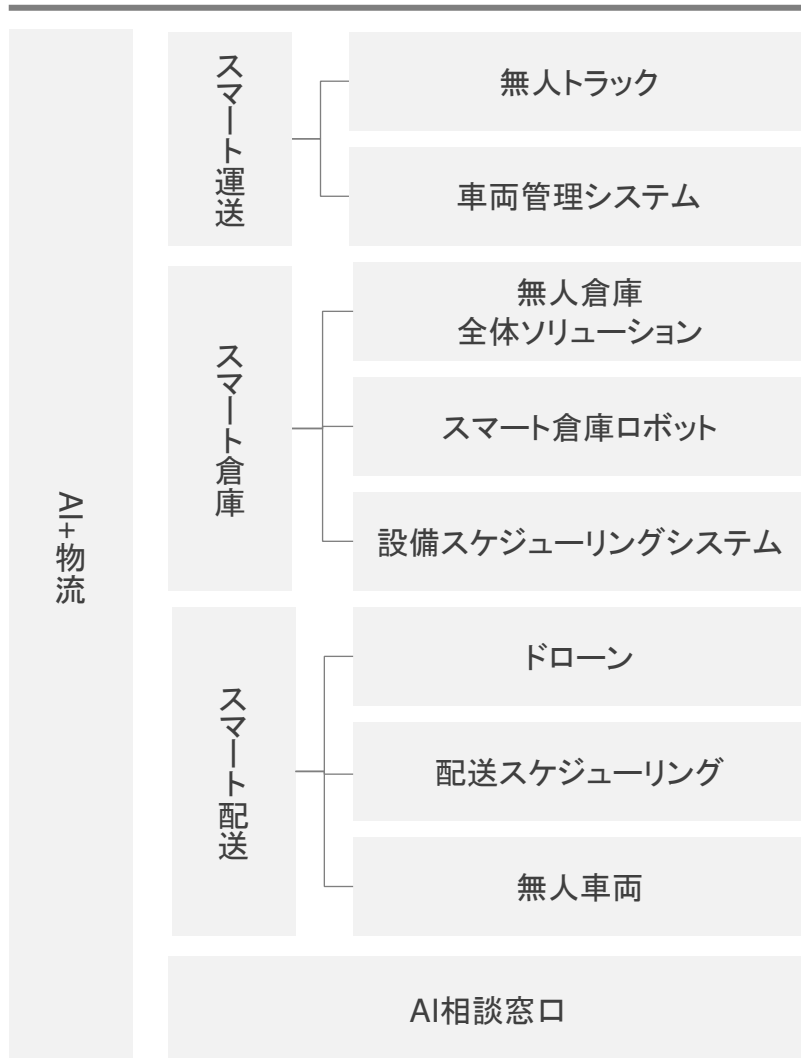 AI+物流
スマート運送
無人トラック
車両管理システム
スマート倉庫
無人倉庫
全体ソリューション
スマート倉庫ロボット
設備スケジューリングシステム
スマート配送
ドローン
配送スケジューリング
無人車両
AI相談窓口